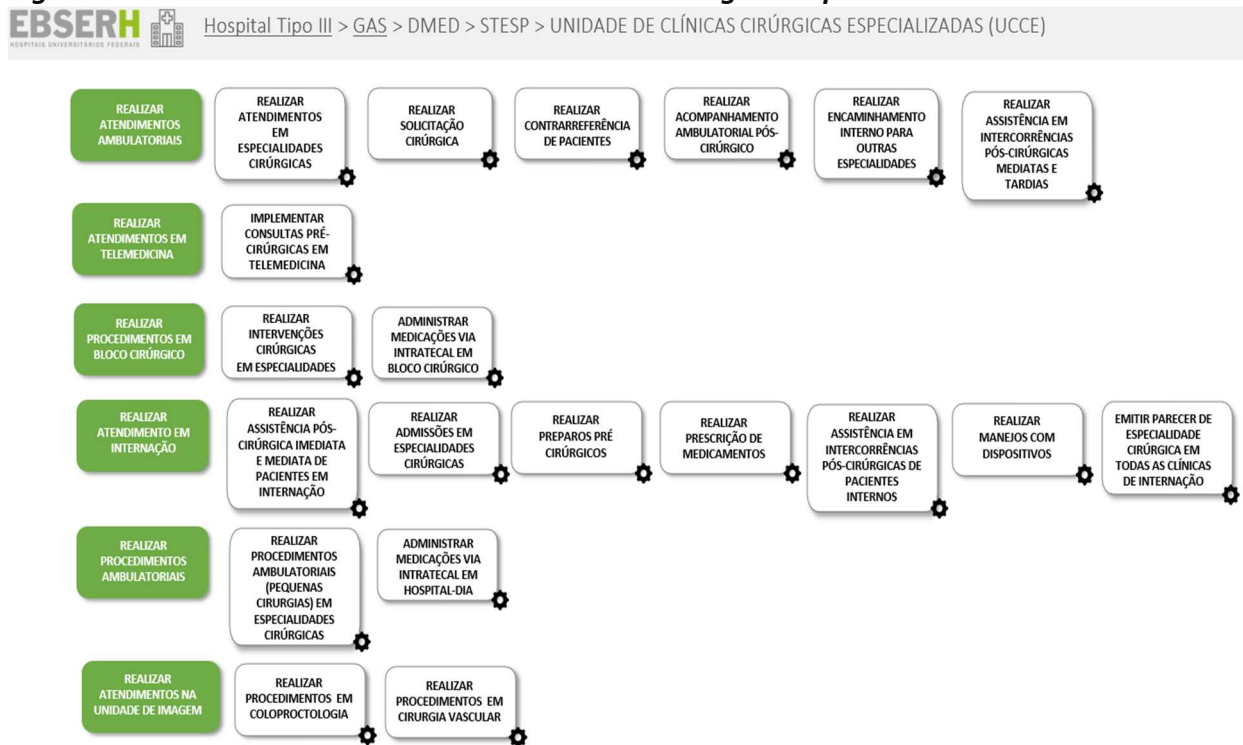 EBSERH
HOSPITAIS UNIVERSITÁRIOS FEDERAIS
Hospital Tipo III > GAS > DMED > STESP > UNIDADE DE CLÍNICAS CIRÚRGICAS ESPECIALIZADAS (UCCE)
REALIZAR
ATENDIMENTOS
AMBULATORIAIS
REALIZAR
ATENDIMENTOS
EM
ESPECIALIDADES
CIRÚRGICAS
REALIZAR
SOLICITAÇÃO
CIRÚRGICA
REALIZAR
CONTRARREFERÊNCIA
DE PACIENTES
REALIZAR
ACOMPANHAMENTO
AMBULATORIAL PÓS-
CIRÚRGICO
REALIZAR
ENCAMINHAMENTO
INTERNO PARA
OUTRAS
ESPECIALIDADES
REALIZAR
ASSISTÊNCIA EM
INTERCORRÊNCIAS
PÓS-CIRÚRGICAS
MEDIATAS E
TARDIAS
REALIZAR
ATENDIMENTOS EM
TELEMEDICINA
IMPLEMENTAR
CONSULTAS PRÉ-
CIRÚRGICAS EM
TELEMEDICINA
REALIZAR
PROCEDIMENTOS EM
BLOCO CIRÚRGICO
REALIZAR
INTERVENÇÕES
CIRÚRGICAS
EM ESPECIALIDADES
ADMINISTRAR
MEDICAÇÕES VIA
INTRATECAL EM
BLOCO CIRÚRGICO
REALIZAR
ATENDIMENTO EM
INTERNAÇÃO
REALIZAR
ASSISTÊNCIA PÓS-
CIRÚRGICA IMEDIATA
E MEDIATA DE
PACIENTES EM
INTERNAÇÃO
REALIZAR
ADMISSÕES EM
ESPECIALIDADES
CIRÚRGICAS
REALIZAR
PREPAROS PRÉ
CIRÚRGICOS
REALIZAR
PRESCRIÇÃO DE
MEDICAMENTOS
REALIZAR
ASSISTÊNCIA EM
INTERCORRÊNCIAS
PÓS-CIRÚRGICAS DE
PACIENTES
INTERNOS
REALIZAR
MANEJOS COM
DISPOSITIVOS
EMITIR PARECER DE
ESPECIALIDADE
CIRÚRGICA EM
TODAS AS CLÍNICAS
DE INTERNAÇÃO
REALIZAR
PROCEDIMENTOS
AMBULATORIAIS
REALIZAR
PROCEDIMENTOS
AMBULATORIAIS
(PEQUENAS
CIRURGIAS) EM
ESPECIALIDADES
CIRÚRGICAS
ADMINISTRAR
MEDICAÇÕES VIA
INTRATECAL EM
HOSPITAL-DIA
REALIZAR
ATENDIMENTOS NA
UNIDADE DE IMAGEM
REALIZAR
PROCEDIMENTOS EM
COLOPROCTOLOGIA
REALIZAR
PROCEDIMENTOS EM
CIRURGIA VASCULAR